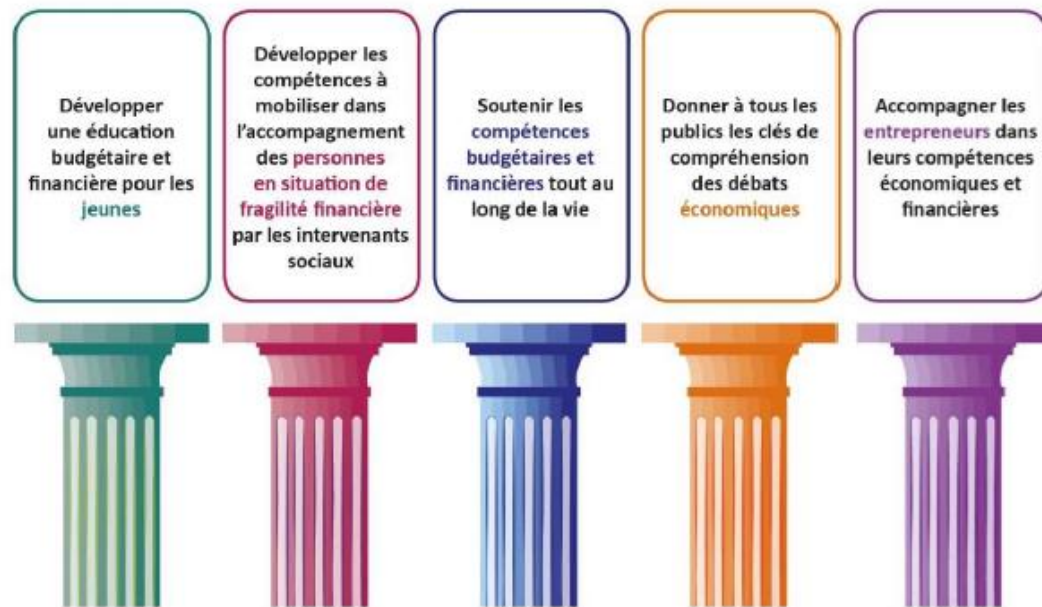 Développer
une éducation
budgétaire et
financière pour les
jeunes
Développer les
compétences à
mobiliser dans
l'accompagnement
des personnes
en situation de
fragilité financière
par les intervenants
sociaux
Soutenir les
compétences
budgétaires et
financières tout au
long de la vie
Donner à tous les
publics les clés de
compréhension
des débats
économiques
Accompagner les
entrepreneurs dans
leurs compétences
économiques et
financières